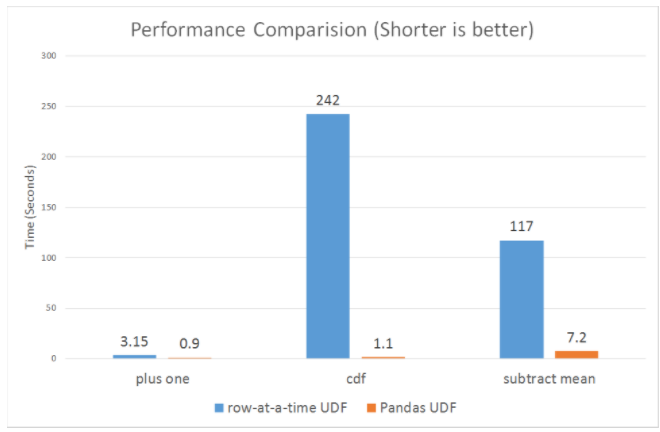 Performance Comparision (Shorter is better)
300
250
200
150
100
50
0
Time (Seconds)
3.15
0.9
242
1.1
117
7.2
plus one
cdf
subtract mean
row-at-a-time UDF
Pandas UDF